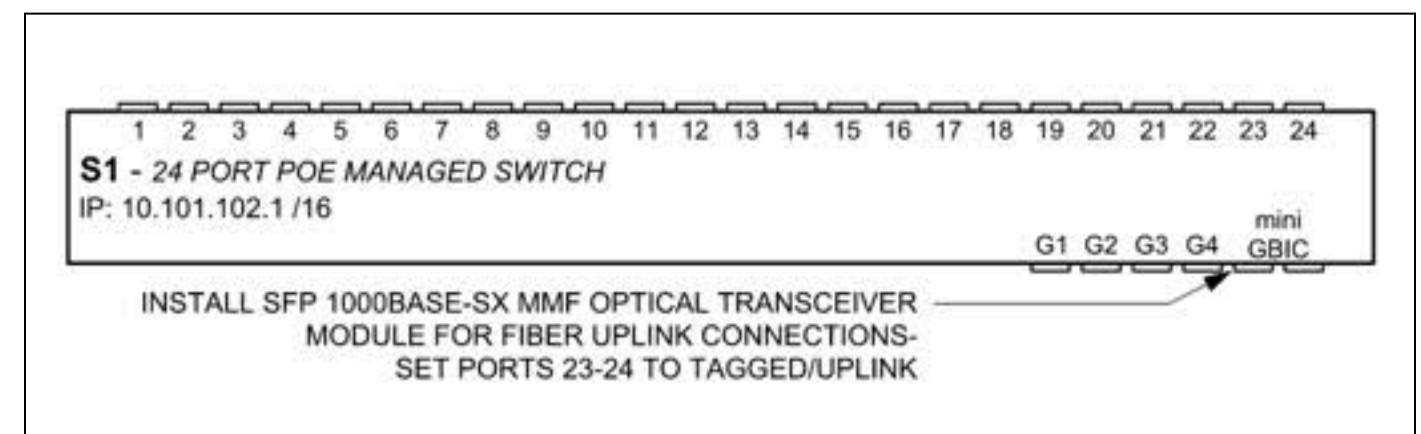 1 2 3 4 5 6 7 8 9 10 11 12 13 14 15 16 17 18 19 20 21 22 23 24
S1 - 24 PORT POE MANAGED SWITCH
IP: 10.101.102.1 /16
mini
G1 G2 G3 G4 GBIC
INSTALL SFP 1000BASE-SX MMF OPTICAL TRANSCEIVER
MODULE FOR FIBER UPLINK CONNECTIONS-
SET PORTS 23-24 TO TAGGED/UPLINK